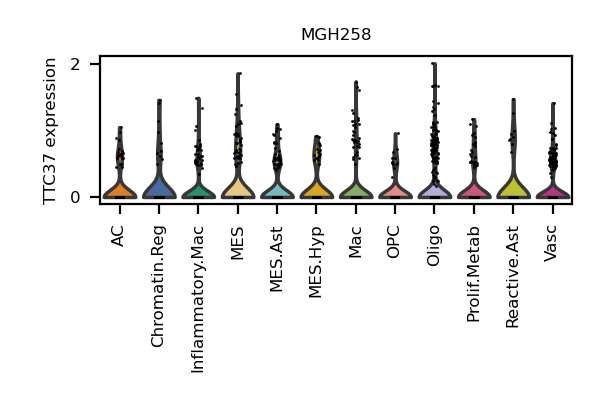 MGH258
TTC37 expression
2
0
AC
Chromatin.Reg
Inflammatory.Mac
MES
MES.Ast
MES.Hyp
Mac
OPC
Oligo
Prolif.Metab
Reactive.Ast
Vasc